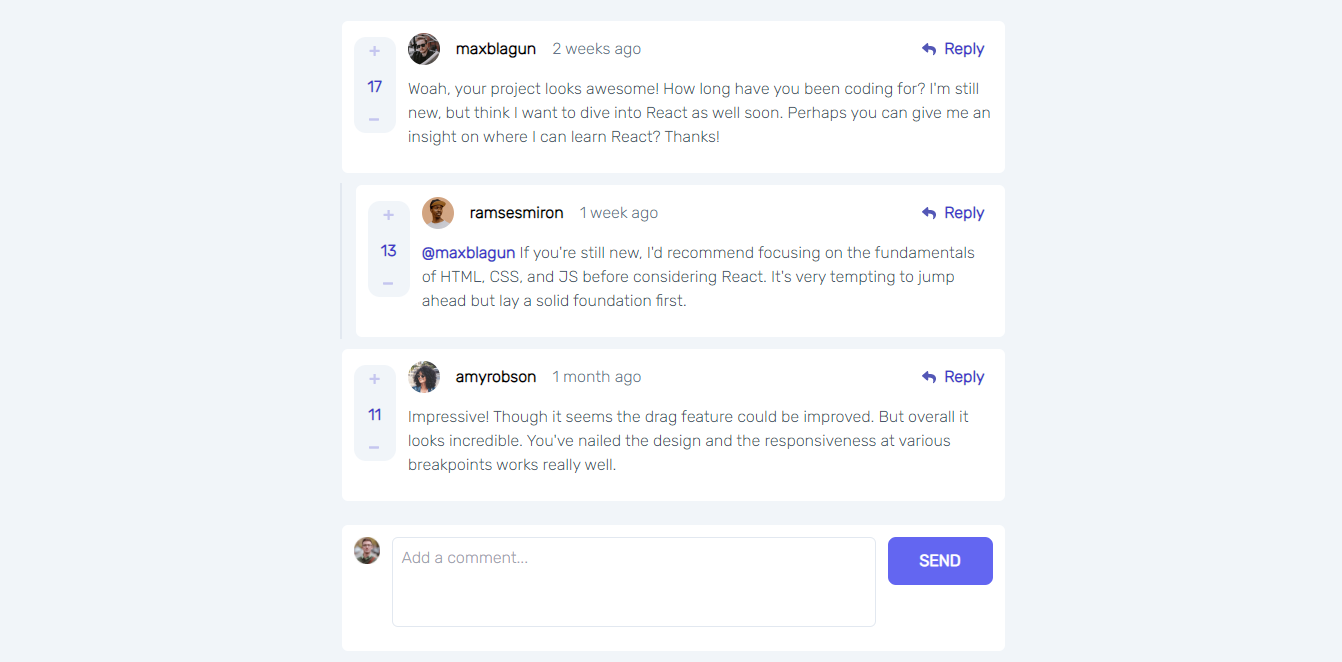 +
maxblagun 2 weeks ago Reply
17
Woah, your project looks awesome! How long have you been coding for? I'm still
new, but think I want to dive into React as well soon. Perhaps you can give me an
insight on where I can learn React? Thanks!
−
+
ramsesmiron 1 week ago Reply
13
@maxblagun If you're still new, I'd recommend focusing on the fundamentals
of HTML, CSS, and JS before considering React. It's very tempting to jump
ahead but lay a solid foundation first.
−
+
amyrobson 1 month ago Reply
11
Impressive! Though it seems the drag feature could be improved. But overall it
looks incredible. You've nailed the design and the responsiveness at various
breakpoints works really well.
−
Add a comment...
SEND